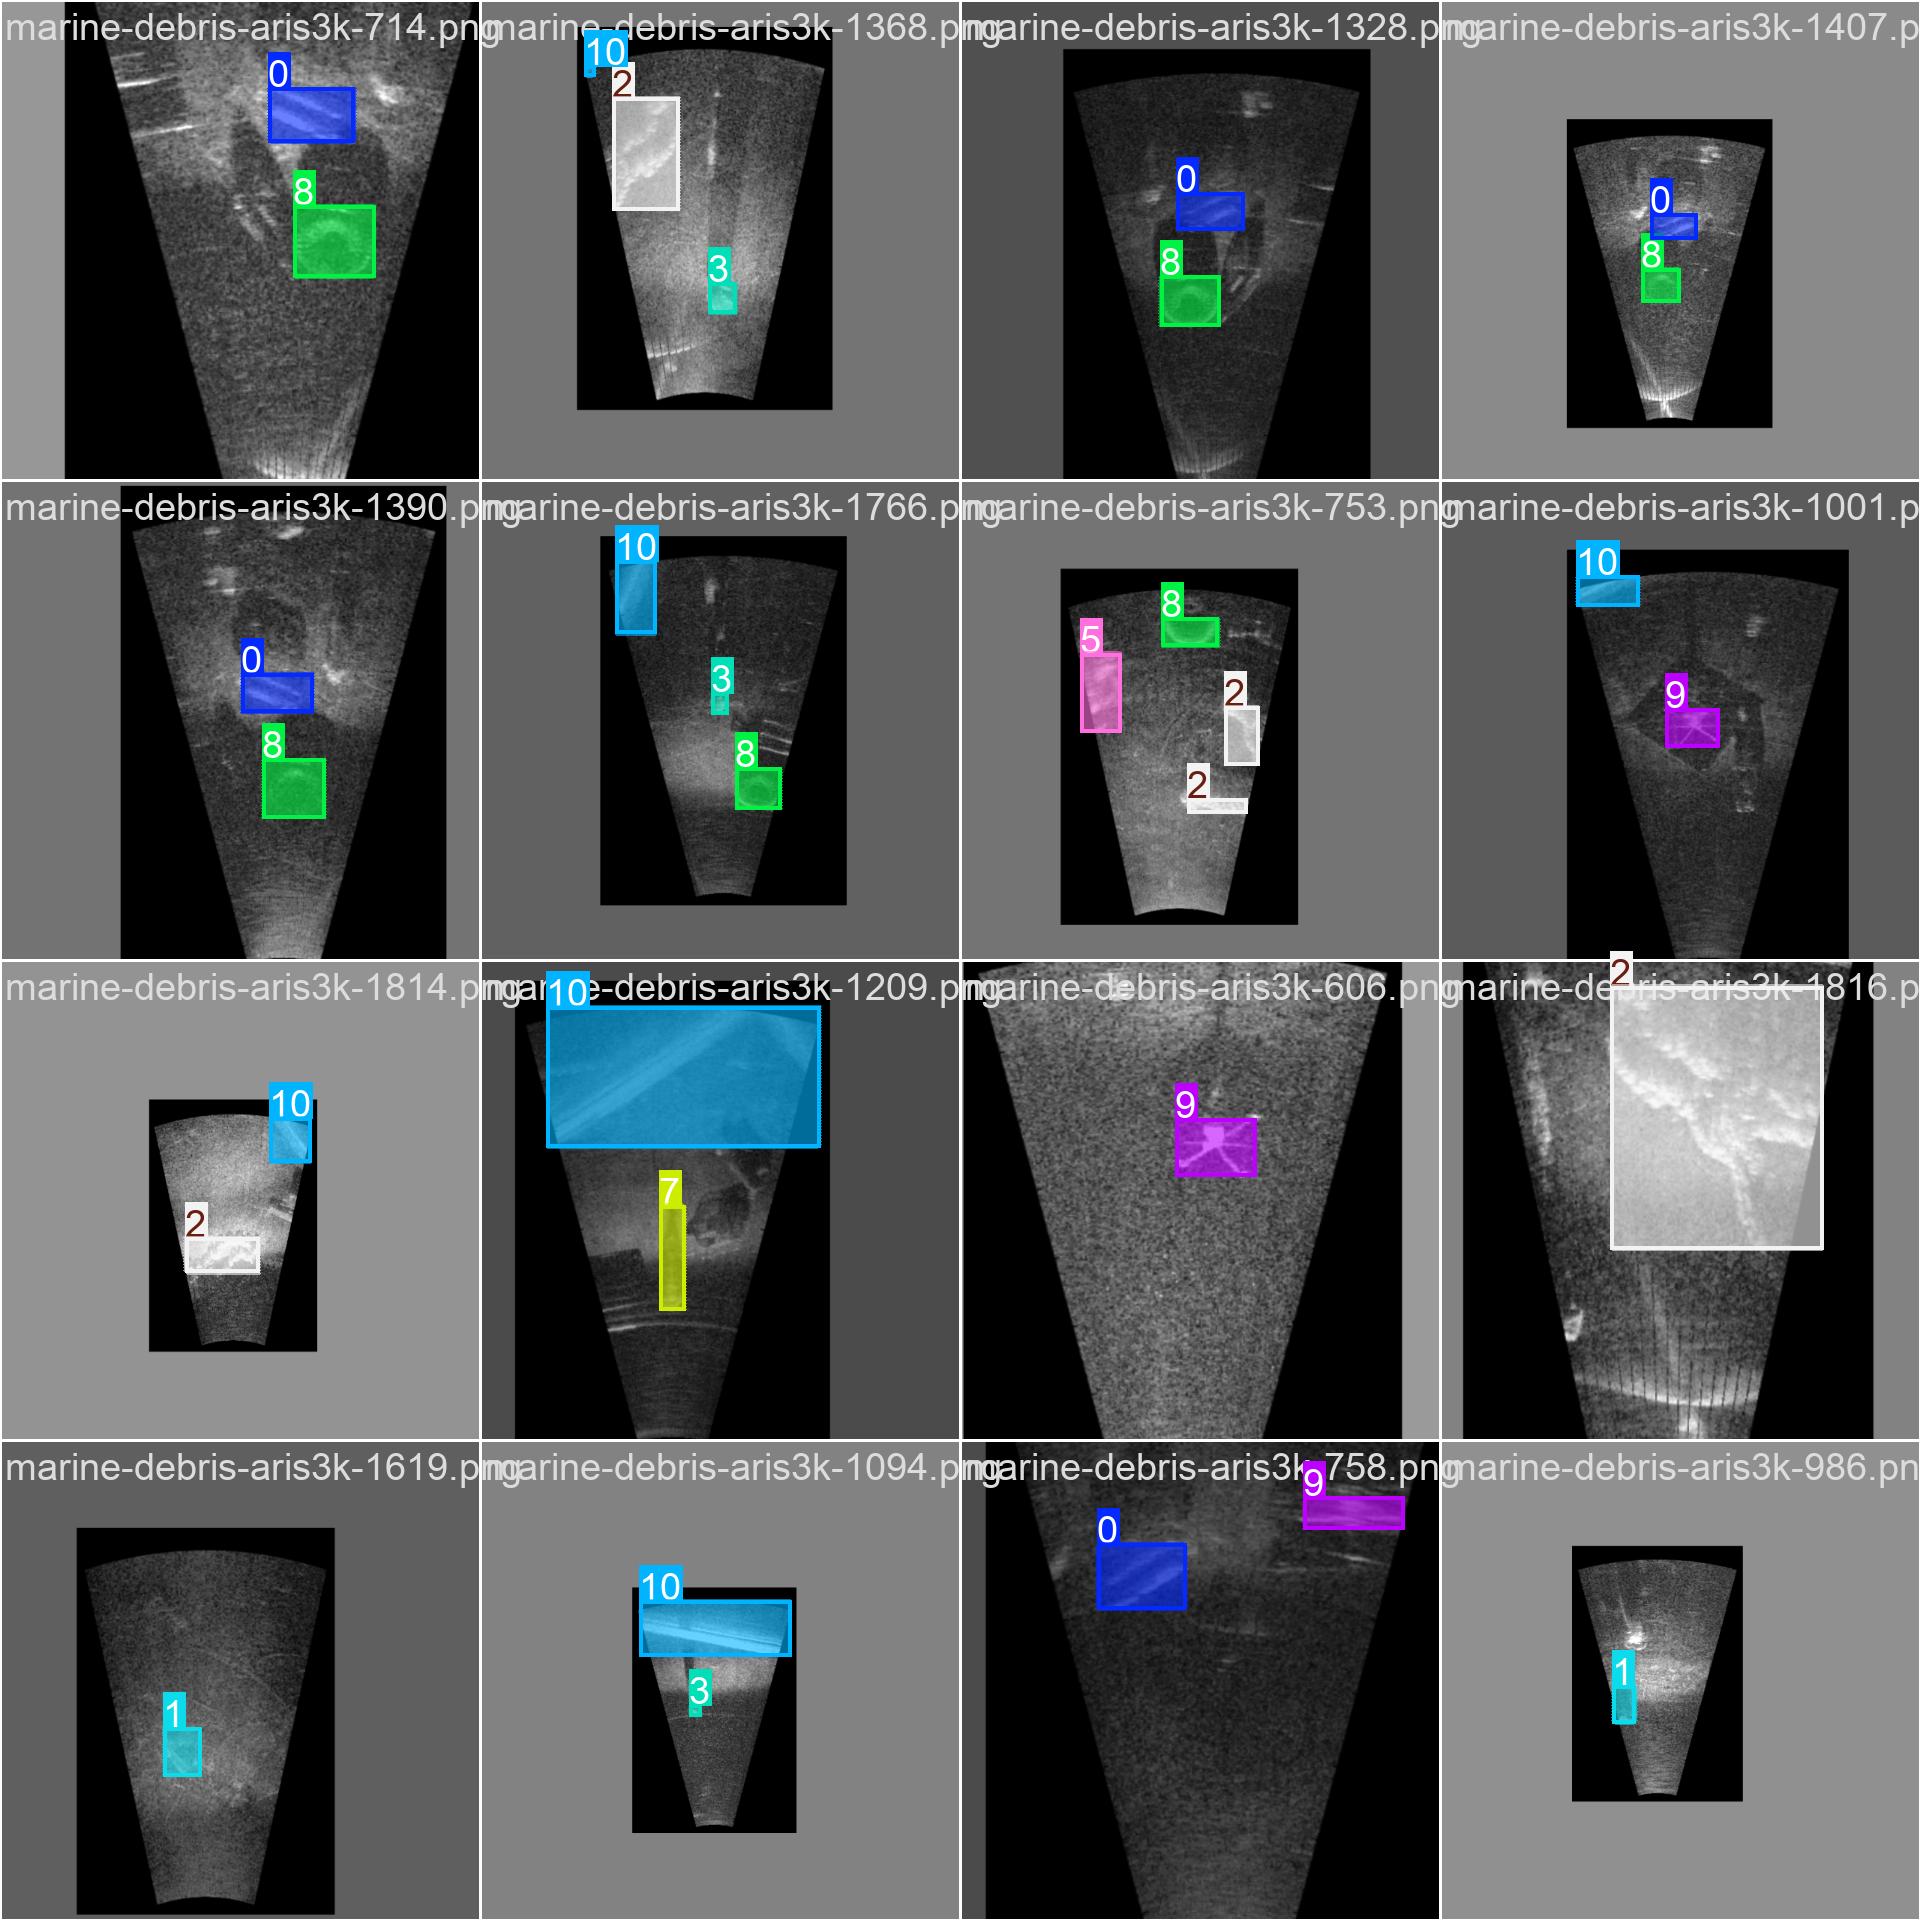 marine-debris-aris3k-714.png
marine-debris-aris3k-1368.png
marine-debris-aris3k-1328.png
marine-debris-aris3k-1407.p
0
8
10
2
3
0
8
0
8
marine-debris-aris3k-1390.png
marine-debris-aris3k-1766.png
marine-debris-aris3k-753.png
marine-debris-aris3k-1001.p
0
8
10
3
8
8
5
2
2
10
9
marine-debris-aris3k-1814.png
marine-debris-aris3k-1209.png
marine-debris-aris3k-606.png
marine-debris-aris3k-1816.p
10
2
10
7
9
2
marine-debris-aris3k-1619.png
marine-debris-aris3k-1094.png
marine-debris-aris3k-758.png
marine-debris-aris3k-986.pn
1
10
3
9
0
1